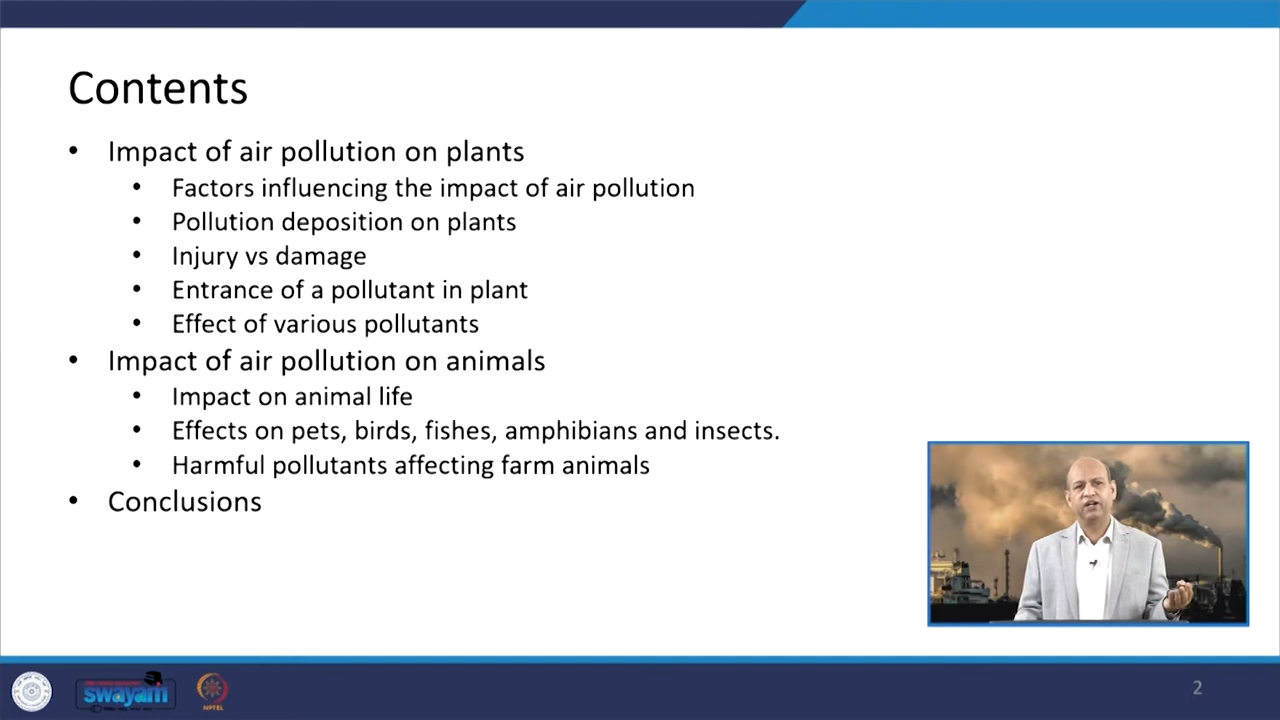 Contents
• Impact of air pollution on plants
• Factors influencing the impact of air pollution
• Pollution deposition on plants
• Injury vs damage
• Entrance of a pollutant in plant
• Effect of various pollutants
• Impact of air pollution on animals
• Impact on animal life
• Effects on pets, birds, fishes, amphibians and insects.
• Harmful pollutants affecting farm animals
• Conclusions
swayam
NPTEL
2